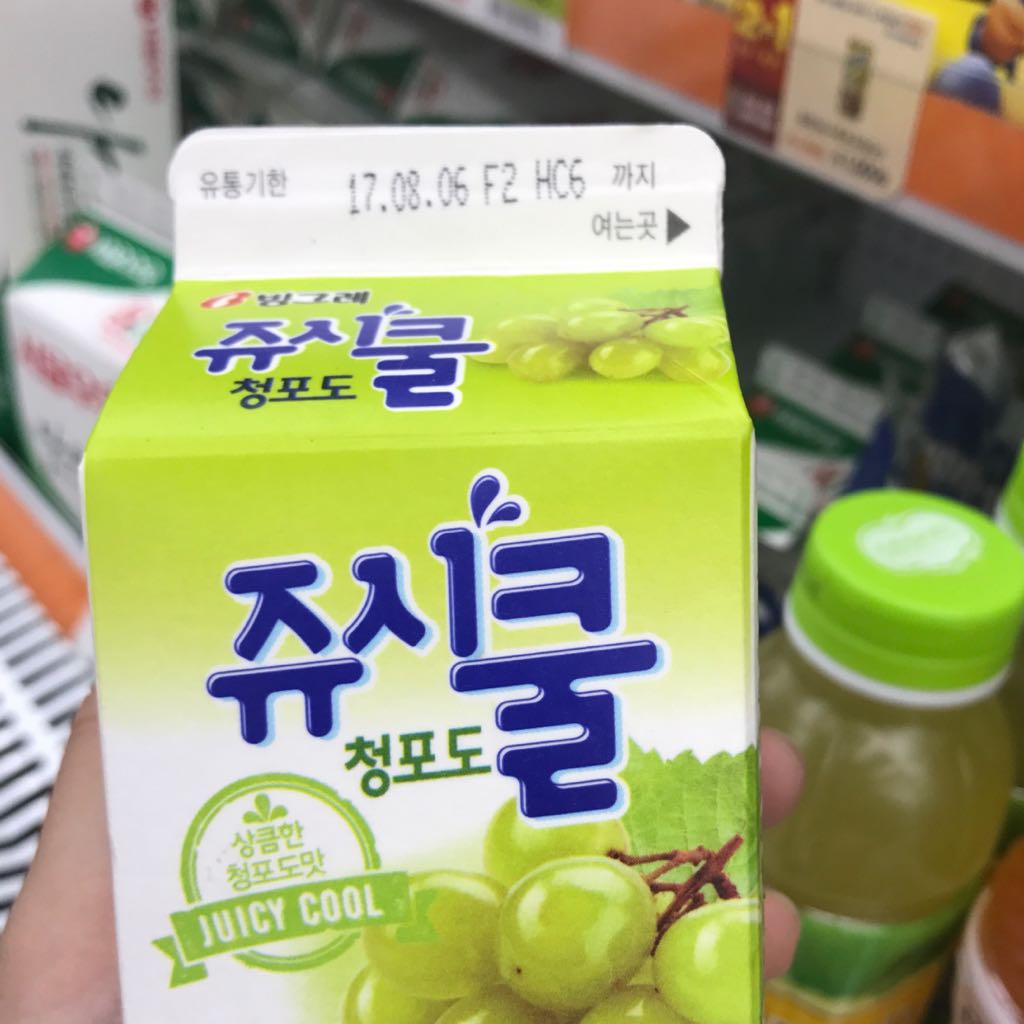 유통기한 17.08.06 F2 HC6 까지
여는곳▶
빙그레
쥬시쿨
청포도
쥬시쿨
청포도
상큼한
청포도맛
JUICY COOL
2+1